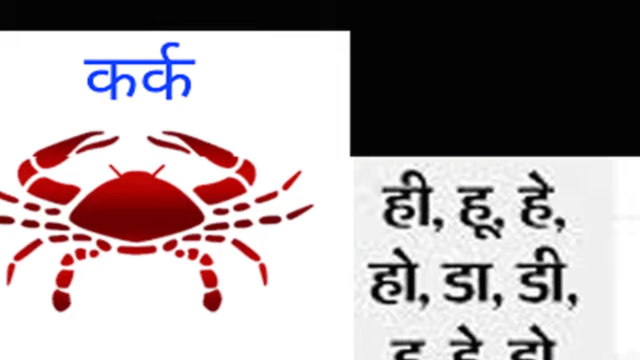 कर्क
ही, हू, हे,
हो, डा, डी,